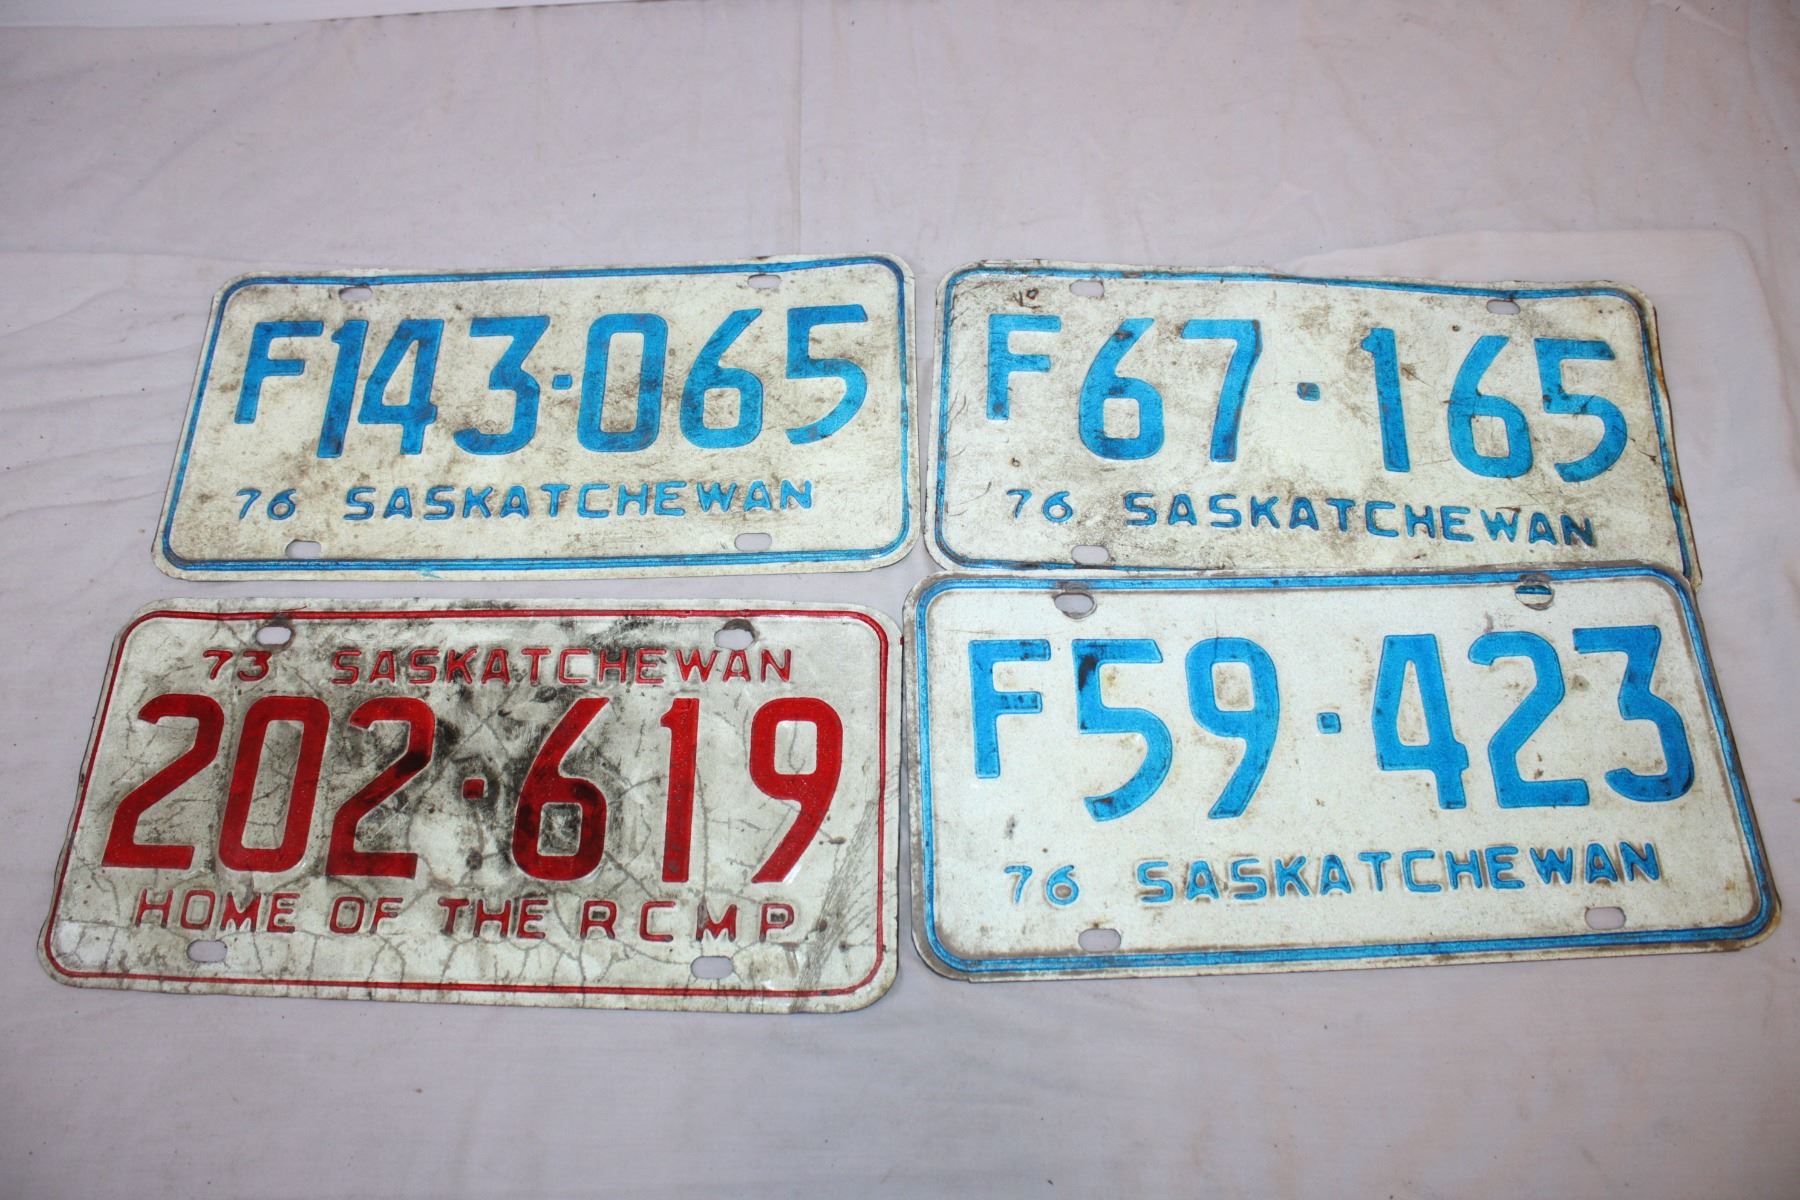 F143·065
76 SASKATCHEWAN
F67·165
76 SASKATCHEWAN
73 SASKATCHEWAN
202·619
HOME OF THE RCMP
F59·423
76 SASKATCHEWAN